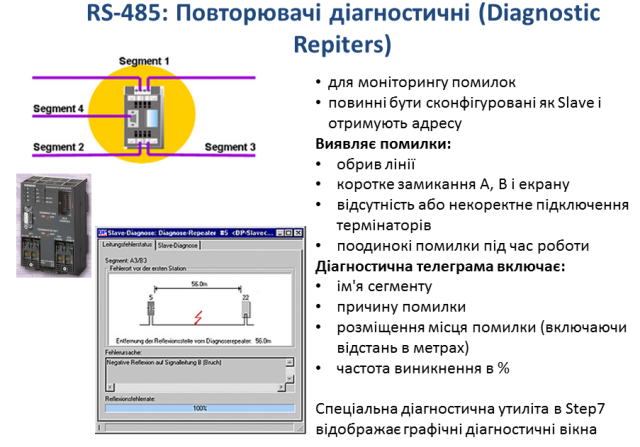 RS-485: Повторювачі діагностичні (Diagnostic
Repiters)
Segment 1
Segment 4
Segment 2
Segment 3
• для моніторингу помилок
• повинні бути сконфігуровані як Slave і
отримують адресу
Виявляє помилки:
• обрив лінії
• коротке замикання А, В і екрану
• відсутність або некоректне підключення
термінаторів
• поодинокі помилки під час роботи
Діагностична телеграма включає:
• ім'я сегменту
• причину помилки
• розміщення місця помилки (включаючи
відстань в метрах)
• частота виникнення в %
Спеціальна діагностична утиліта в Step7
відображає графічні діагностичні вікна
Slave-Diagnose: Diagnose-Repeater #5 <DP-Slavec...
Leitungsfehlerstatus
Slave-Diagnose
Segment: A3/B3
Fehlerort vor der ersten Station
56.0m
5
22
Entfernung der Reflexionsstelle vom Diagnoserepeater: 56.0m
Fehlerursache:
Negative Reflexion auf Signalleitung B (Bruch)
Reflexionsfehlerrate:
100%